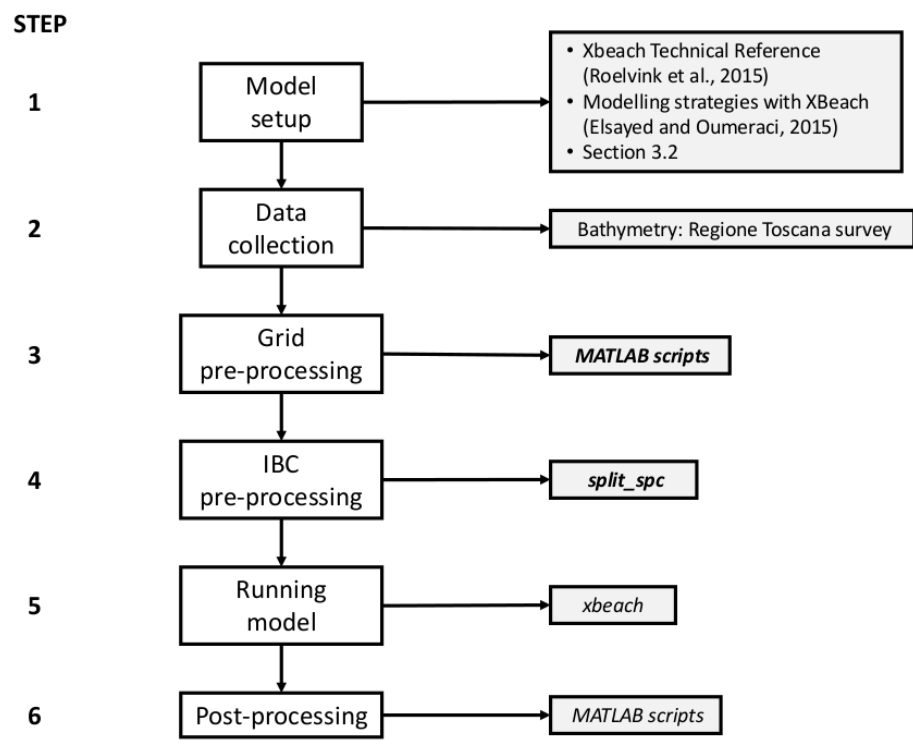 STEP
1
Model
setup
• Xbeach Technical Reference
(Roelvink et al., 2015)
• Modelling strategies with XBeach
(Elsayed and Oumeraci, 2015)
• Section 3.2
2
Data
collection
Bathymetry: Regione Toscana survey
3
Grid
pre-processing
MATLAB scripts
4
IBC
pre-processing
split_spc
5
Running
model
xbeach
6
Post-processing
MATLAB scripts